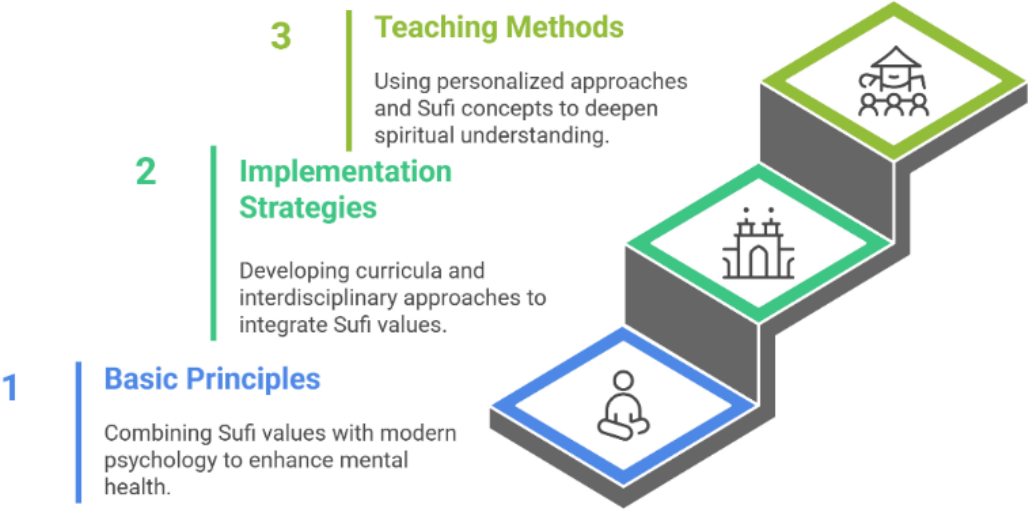 3
Teaching Methods
Using personalized approaches
and Sufi concepts to deepen
spiritual understanding.
2
Implementation
Strategies
Developing curricula and
interdisciplinary approaches to
integrate Sufi values.
1
Basic Principles
Combining Sufi values with modern
psychology to enhance mental
health.